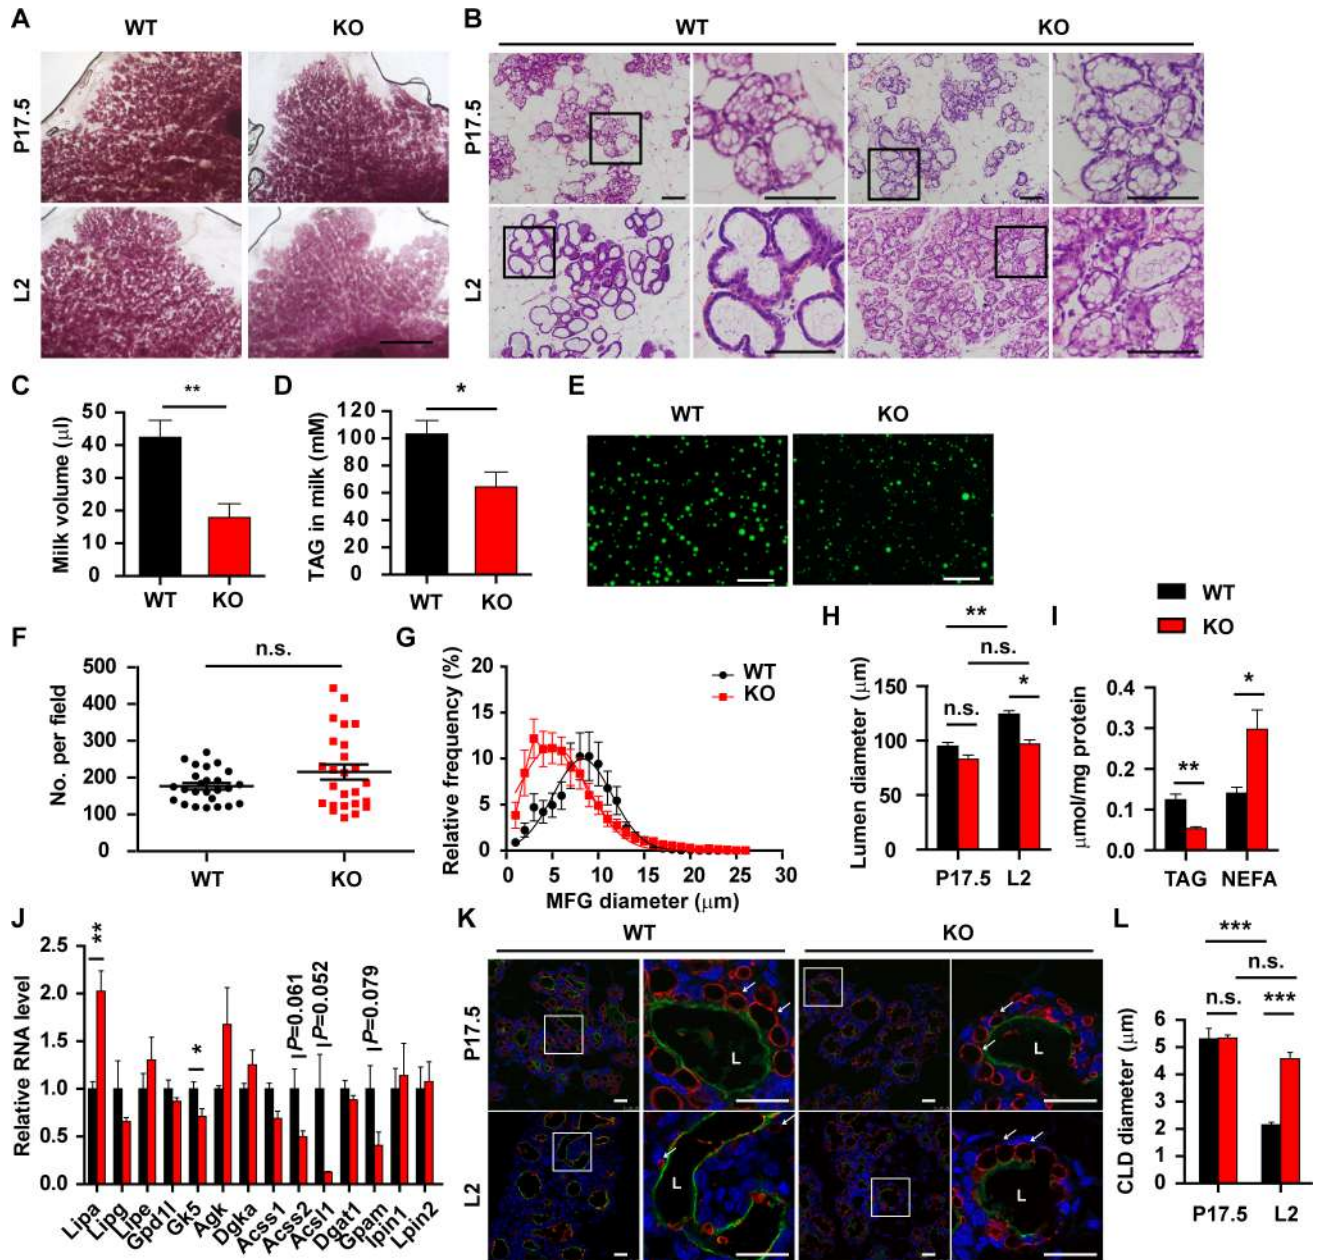 A
WT
KO
P17.5
L2
B
WT
KO
P17.5
L2
C
**
Milk volume (μl)
50
40
30
20
10
0
WT
KO
D
*
TAG in milk (mM)
120
100
80
60
40
20
0
WT
KO
E
WT
KO
WT
KO
F
n.s.
No. per field
500
400
300
200
100
0
WT
KO
G
Relative frequency (%)
20
15
10
5
0
WT
KO
0
5
10
15
20
25
30
MFG diameter (μm)
H
**
n.s.
n.s.
*
Lumen diameter (μm)
150
100
50
0
P17.5
L2
I
*
**
μmol/mg protein
0.4
0.3
0.2
0.1
0.0
TAG
NEFA
J
**
*
P=0.061
P=0.052
P=0.079
Relative RNA level
2.5
2.0
1.5
1.0
0.5
0.0
Lipa
Lipg
Lipe
Gpd1l
Gk5
Agk
Dgka
Acss1
Acss2
Acsl1
Dgat1
Gpam
lpin1
Lpin2
K
WT
KO
P17.5
L
L
L2
L
L
L
***
n.s.
n.s.
***
CLD diameter (μm)
6
5
4
3
2
1
0
P17.5
L2